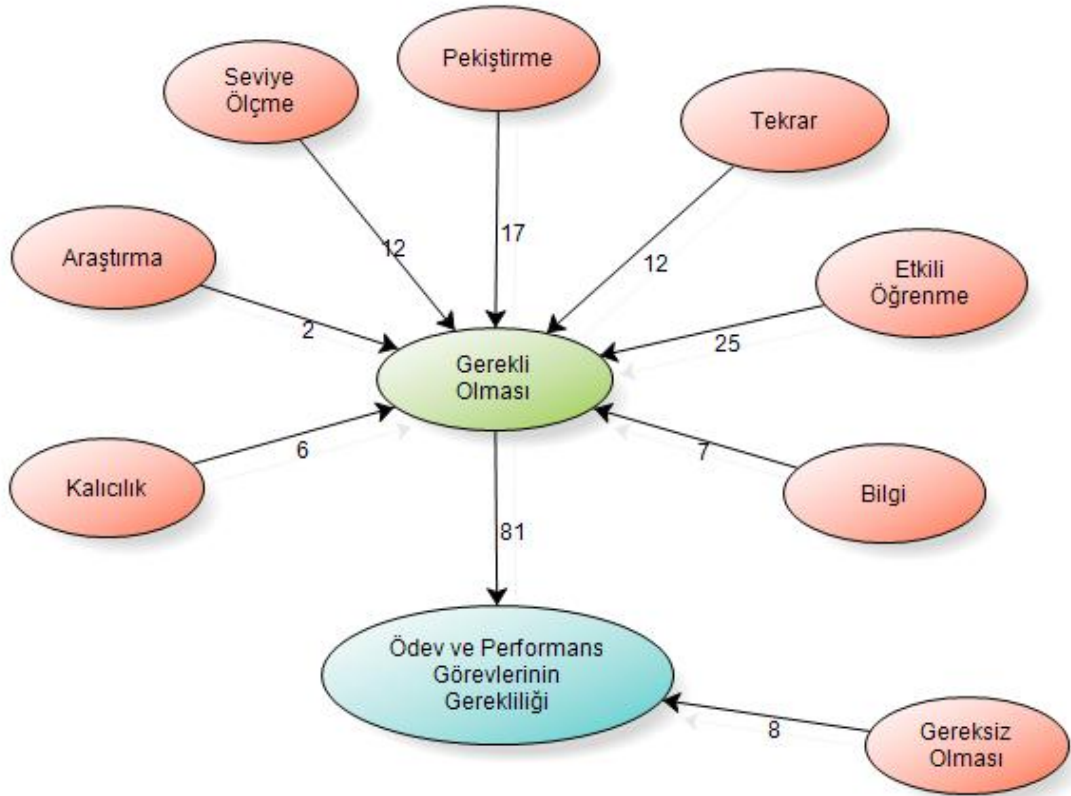 Pekiştirme
Seviye
Ölçme
Tekrar
17
12
12
Araştırma
Etkili
Öğrenme
2
25
Gerekli
Olması
6
7
Kalıcılık
Bilgi
81
Ödev ve Performans
Görevlerinin
Gerekliliği
8
Gereksiz
Olması